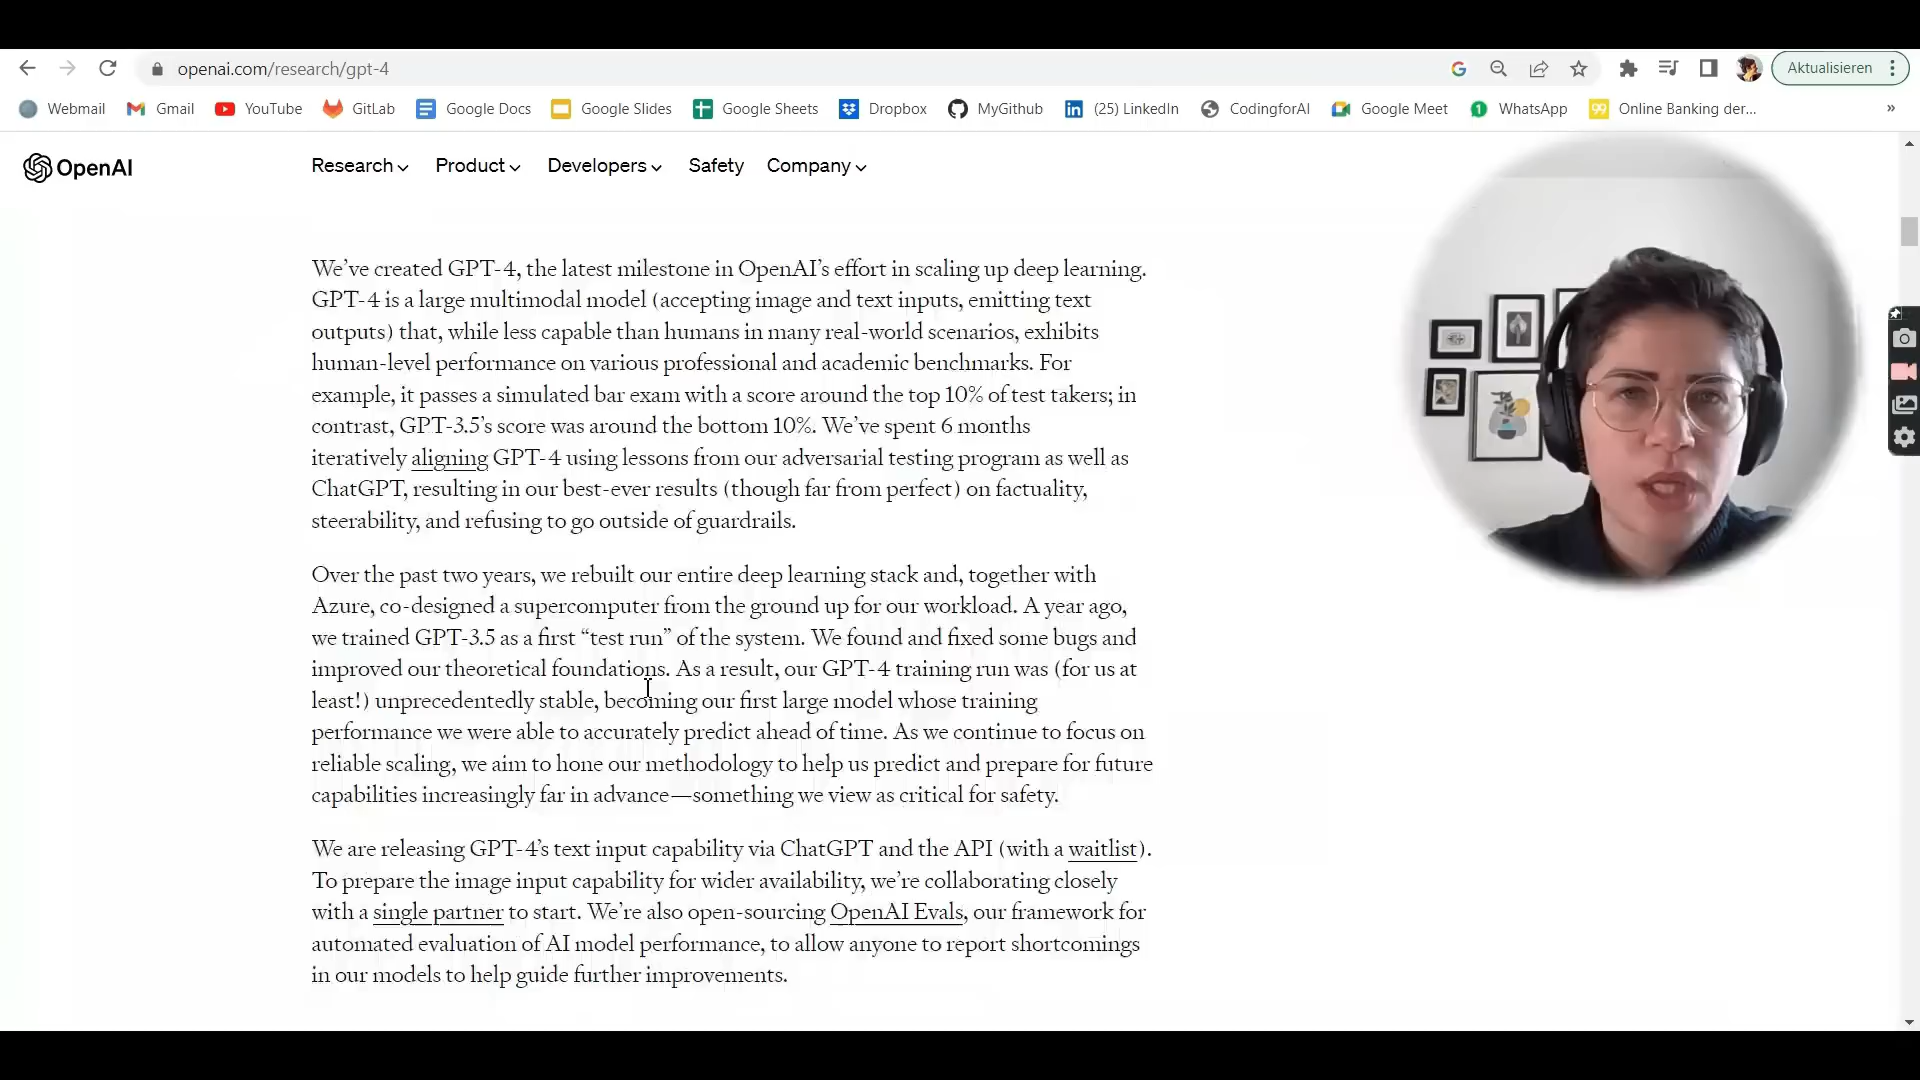 openai.com/research/gpt-4
Aktualisieren
Webmail Gmail YouTube GitLab Google Docs Google Slides Google Sheets Dropbox MyGithub (25) LinkedIn CodingforAI Google Meet WhatsApp Online Banking der... »
OpenAI Research Product Developers Safety Company
We’ve created GPT-4, the latest milestone in OpenAI’s effort in scaling up deep learning.
GPT-4 is a large multimodal model (accepting image and text inputs, emitting text
outputs) that, while less capable than humans in many real-world scenarios, exhibits
human-level performance on various professional and academic benchmarks. For
example, it passes a simulated bar exam with a score around the top 10% of test takers; in
contrast, GPT-3.5’s score was around the bottom 10%. We’ve spent 6 months
iteratively aligning GPT-4 using lessons from our adversarial testing program as well as
ChatGPT, resulting in our best-ever results (though far from perfect) on factuality,
steerability, and refusing to go outside of guardrails.
Over the past two years, we rebuilt our entire deep learning stack and, together with
Azure, co-designed a supercomputer from the ground up for our workload. A year ago,
we trained GPT-3.5 as a first “test run” of the system. We found and fixed some bugs and
improved our theoretical foundations. As a result, our GPT-4 training run was (for us at
least!) unprecedentedly stable, becoming our first large model whose training
performance we were able to accurately predict ahead of time. As we continue to focus on
reliable scaling, we aim to hone our methodology to help us predict and prepare for future
capabilities increasingly far in advance—something we view as critical for safety.
We are releasing GPT-4’s text input capability via ChatGPT and the API (with a waitlist).
To prepare the image input capability for wider availability, we’re collaborating closely
with a single partner to start. We’re also open-sourcing OpenAI Evals, our framework for
automated evaluation of AI model performance, to allow anyone to report shortcomings
in our models to help guide further improvements.